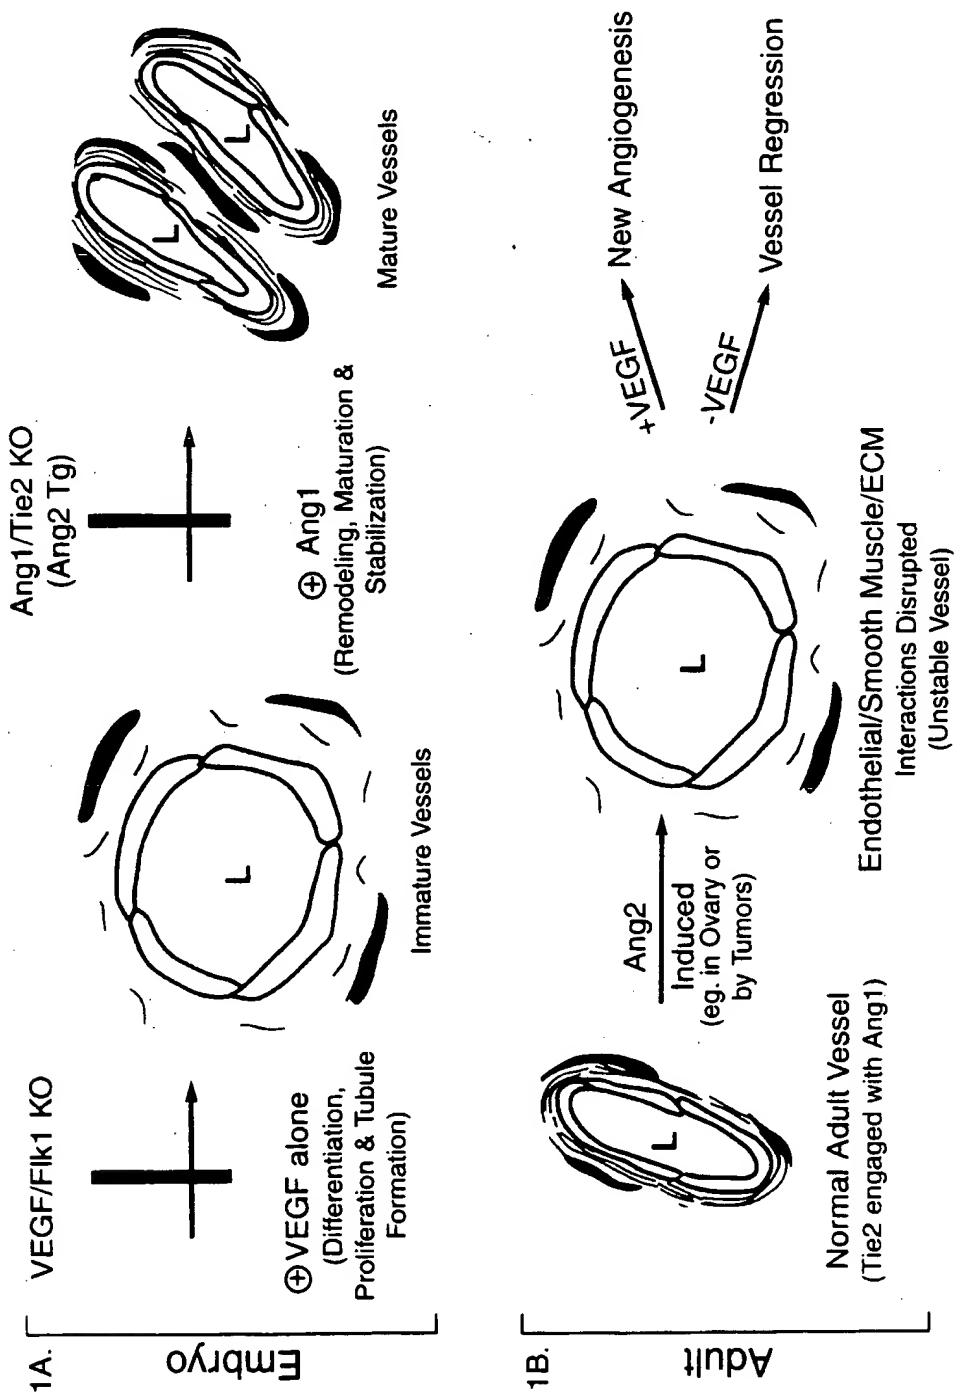 1A.
Embryo
VEGF/Flk1 KO
⊕VEGF alone
(Differentiation,
Proliferation & Tubule
Formation)
L
Immature Vessels
Ang1/Tie2 KO
(Ang2 Tg)
⊕ Ang1
(Remodeling, Maturation &
Stabilization)
L
L
Mature Vessels
1B.
Adult
L
Normal Adult Vessel
(Tie2 engaged with Ang1)
Ang2
Induced
(eg. in Ovary or
by Tumors)
L
Endothelial/Smooth Muscle/ECM
Interactions Disrupted
(Unstable Vessel)
+VEGF
New Angiogenesis
-VEGF
Vessel Regression